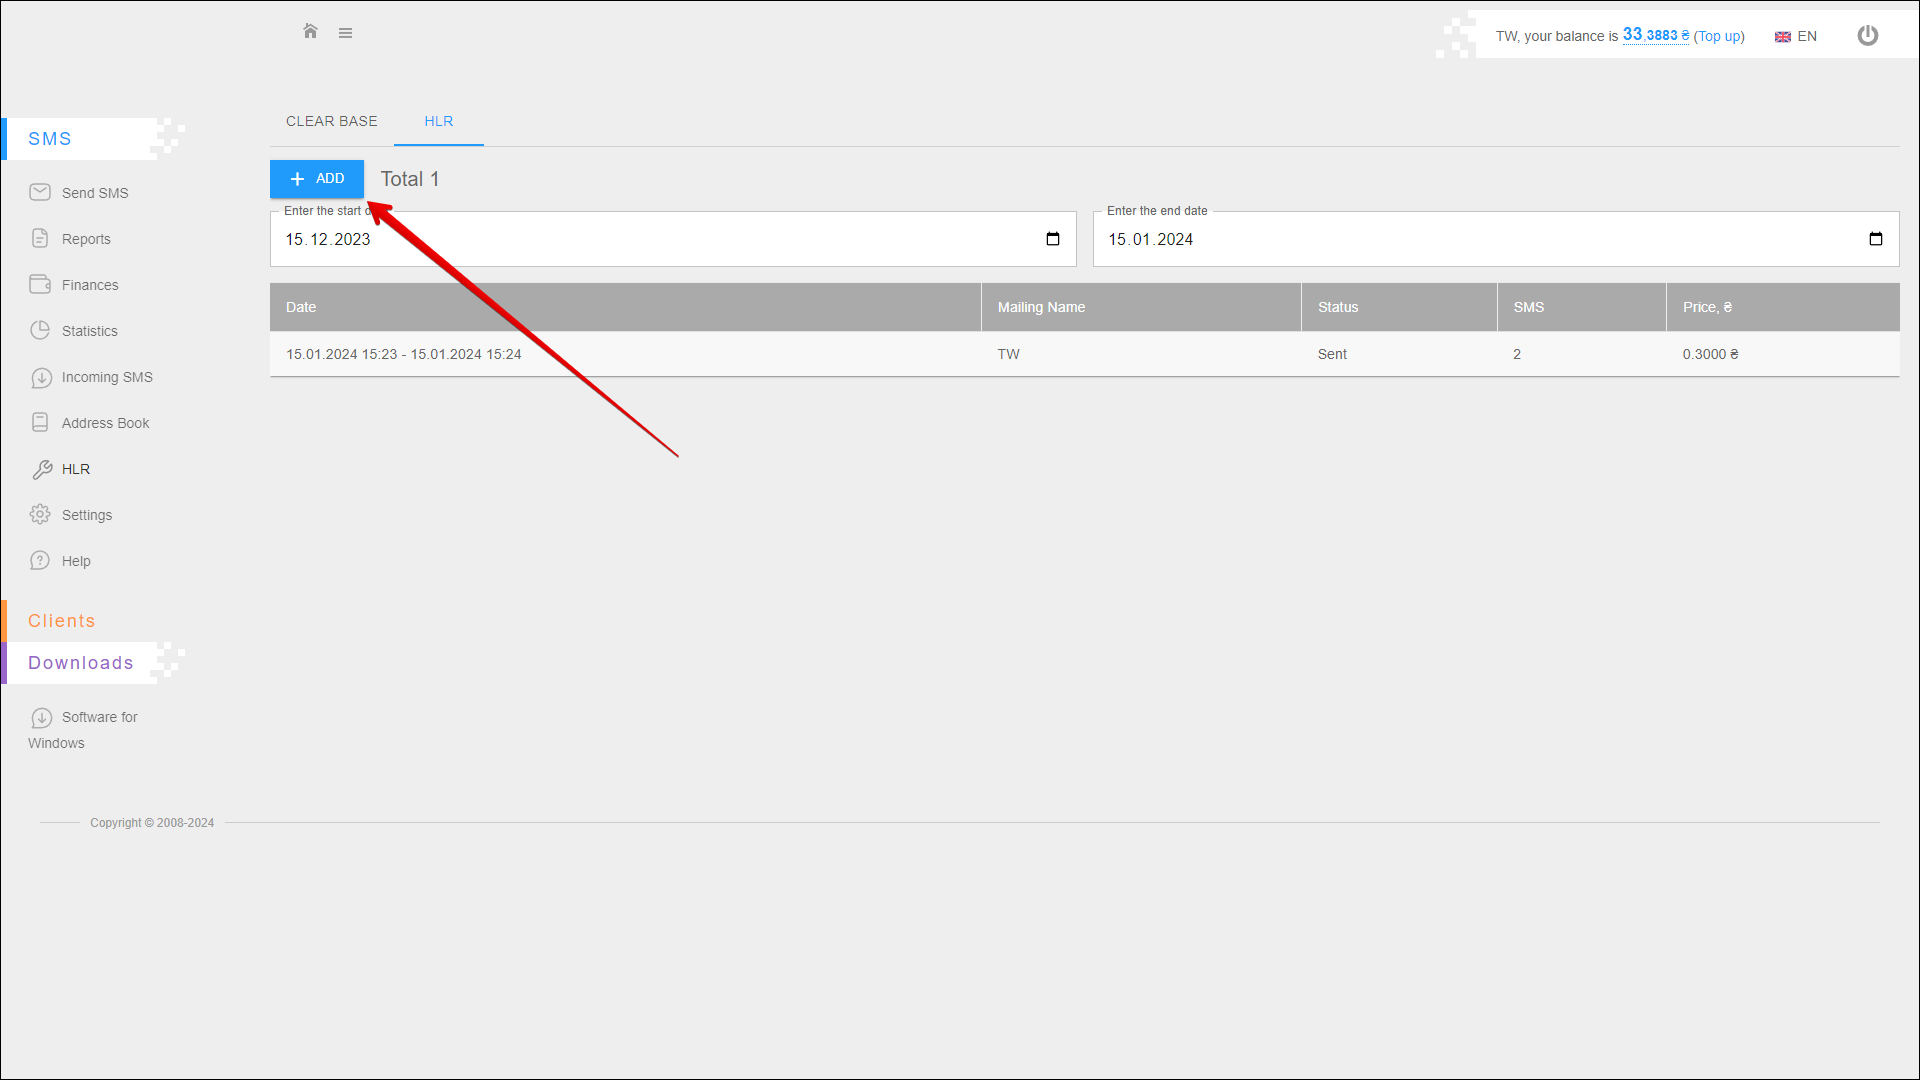 TW, your balance is 33.3883 ₴ (Top up)
EN
SMS
Send SMS
Reports
Finances
Statistics
Incoming SMS
Address Book
HLR
Settings
Help
Clients
Downloads
Software for
Windows
CLEAR BASE
HLR
ADD
Total 1
Enter the start
15.12.2023
Enter the end date
15.01.2024
Date
Mailing Name
Status
SMS
Price, ₴
15.01.2024 15:23 - 15.01.2024 15:24
TW
Sent
2
0.3000 ₴
Copyright © 2008-2024